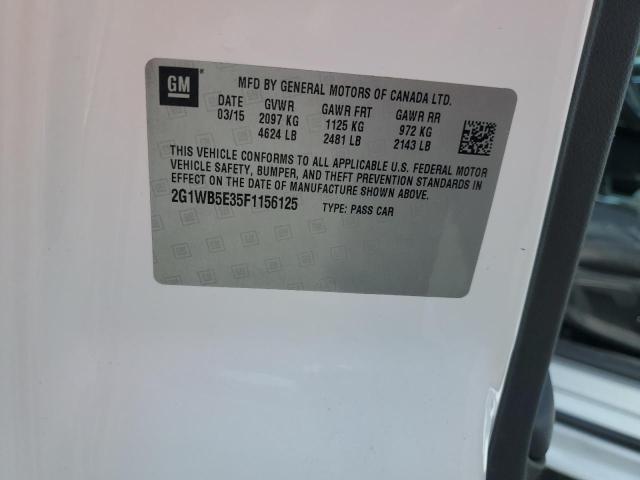 GM
MFD BY GENERAL MOTORS OF CANADA LTD.
DATE GVWR GAWR FRT GAWR RR
03/15 2097 KG 1125 KG 972 KG
4624 LB 2481 LB 2143 LB
THIS VEHICLE CONFORMS TO ALL APPLICABLE U.S. FEDERAL MOTOR
VEHICLE SAFETY, BUMPER, AND THEFT PREVENTION STANDARDS IN
EFFECT ON THE DATE OF MANUFACTURE SHOWN ABOVE.
2G1WB5E35F1156125 TYPE: PASS CAR